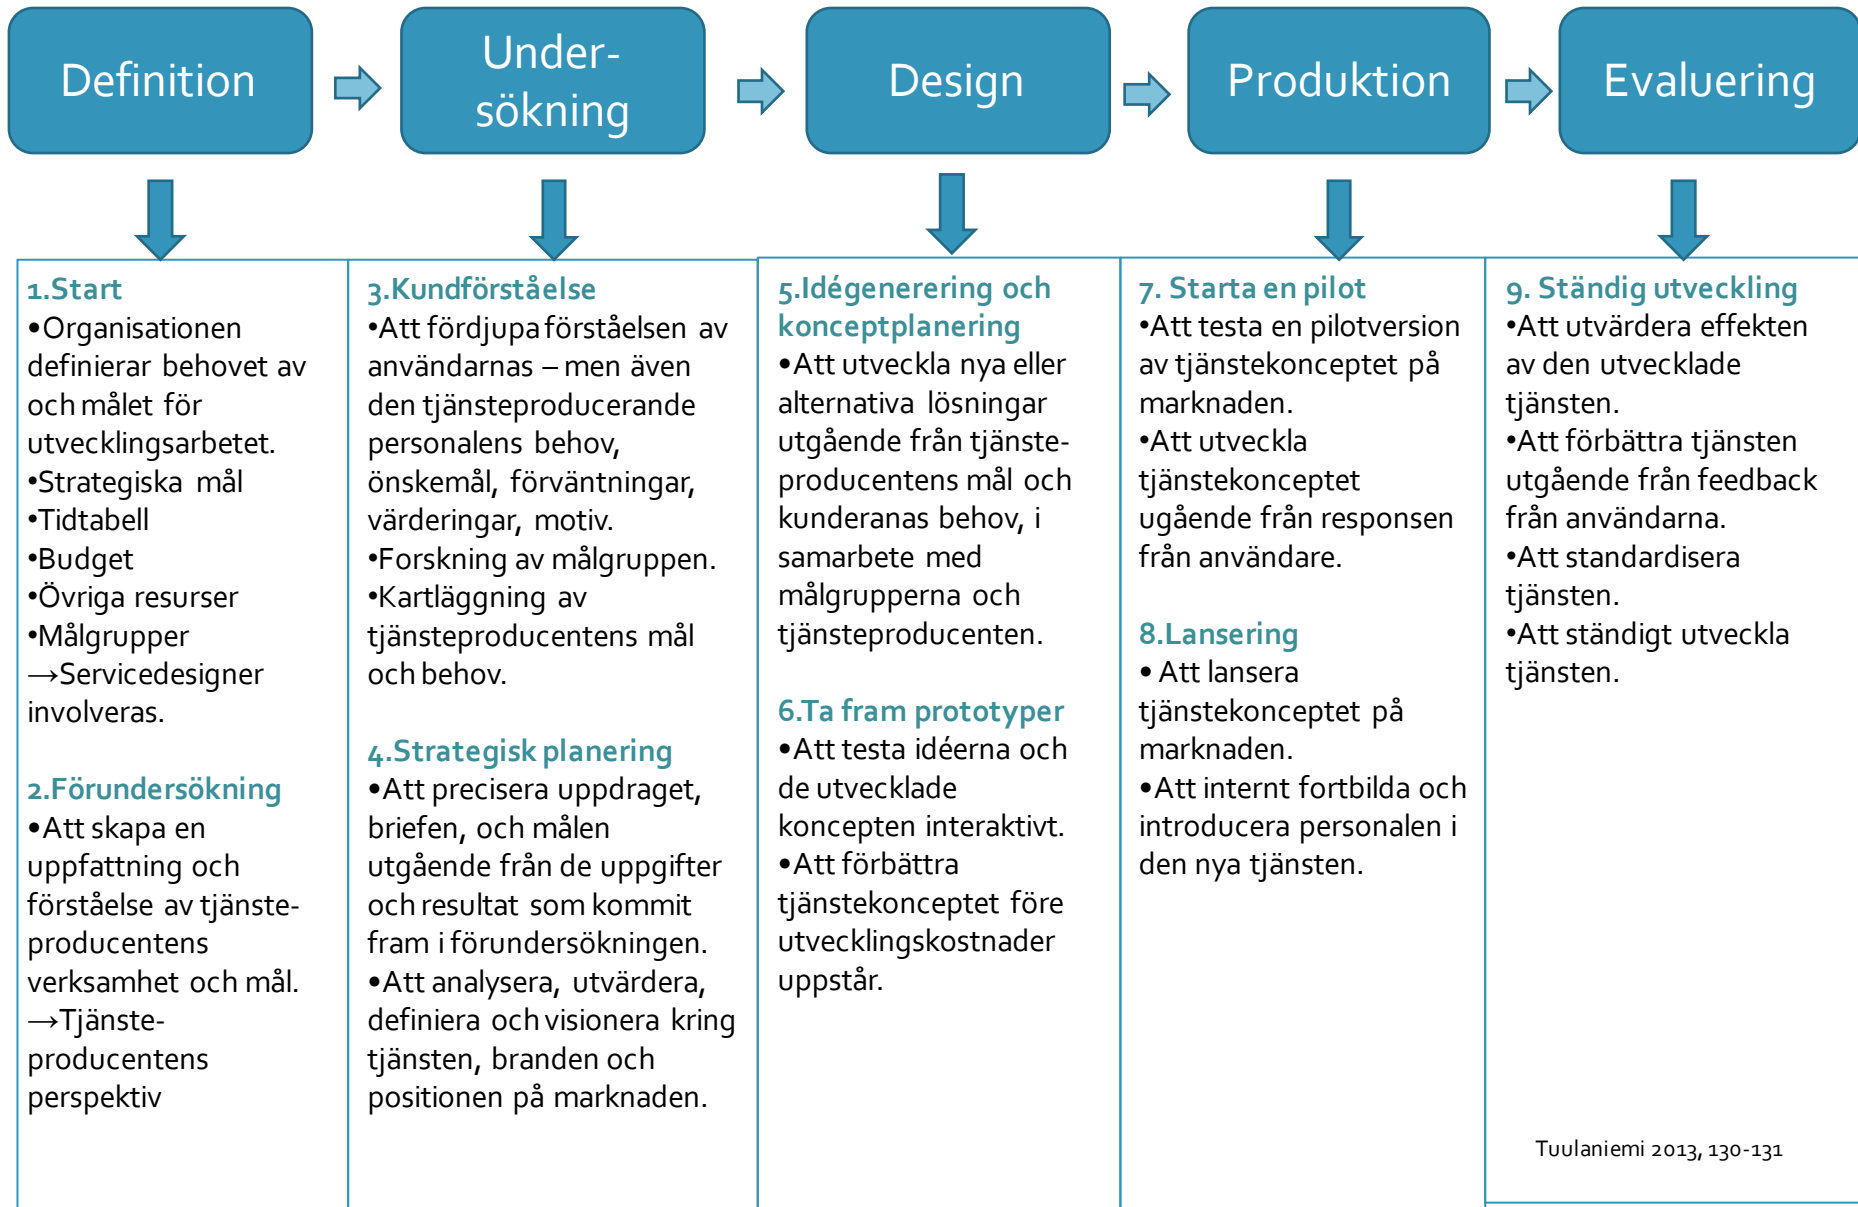 Definition
Under-
sökning
Design
Produktion
Evaluering
1.Start
•Organisationen
definierar behovet av
och målet för
utvecklingsarbetet.
•Strategiska mål
•Tidtabell
•Budget
•Övriga resurser
•Målgrupper
→Servicedesigner
involveras.
2.Förundersökning
•Att skapa en
uppfattning och
förståelse av tjänste-
producentens
verksamhet och mål.
→Tjänste-
producentens
perspektiv
3.Kundförståelse
•Att fördjupa förståelsen av
användarnas – men även
den tjänsteproducerande
personalens behov,
önskemål, förväntningar,
värderingar, motiv.
•Forskning av målgruppen.
•Kartläggning av
tjänsteproducentens mål
och behov.
4.Strategisk planering
•Att precisera uppdraget,
briefen, och målen
utgående från de uppgifter
och resultat som kommit
fram i förundersökningen.
•Att analysera, utvärdera,
definiera och visionera kring
tjänsten, branden och
positionen på marknaden.
5.Idégenerering och
konceptplanering
•Att utveckla nya eller
alternativa lösningar
utgående från tjänste-
producentens mål och
kunderanas behov, i
samarbete med
målgrupperna och
tjänsteproducenten.
6.Ta fram prototyper
•Att testa idéerna och
de utvecklade
koncepten interaktivt.
•Att förbättra
tjänstekonceptet före
utvecklingskostnader
uppstår.
7. Starta en pilot
•Att testa en pilotversion
av tjänstekonceptet på
marknaden.
•Att utveckla
tjänstekonceptet
ugående från responsen
från användare.
8.Lansering
• Att lansera
tjänstekonceptet på
marknaden.
•Att internt fortbilda och
introducera personalen i
den nya tjänsten.
9. Ständig utveckling
•Att utvärdera effekten
av den utvecklade
tjänsten.
•Att förbättra tjänsten
utgående från feedback
från användarna.
•Att standardisera
tjänsten.
•Att ständigt utveckla
tjänsten.
Tuulaniemi 2013, 130-131